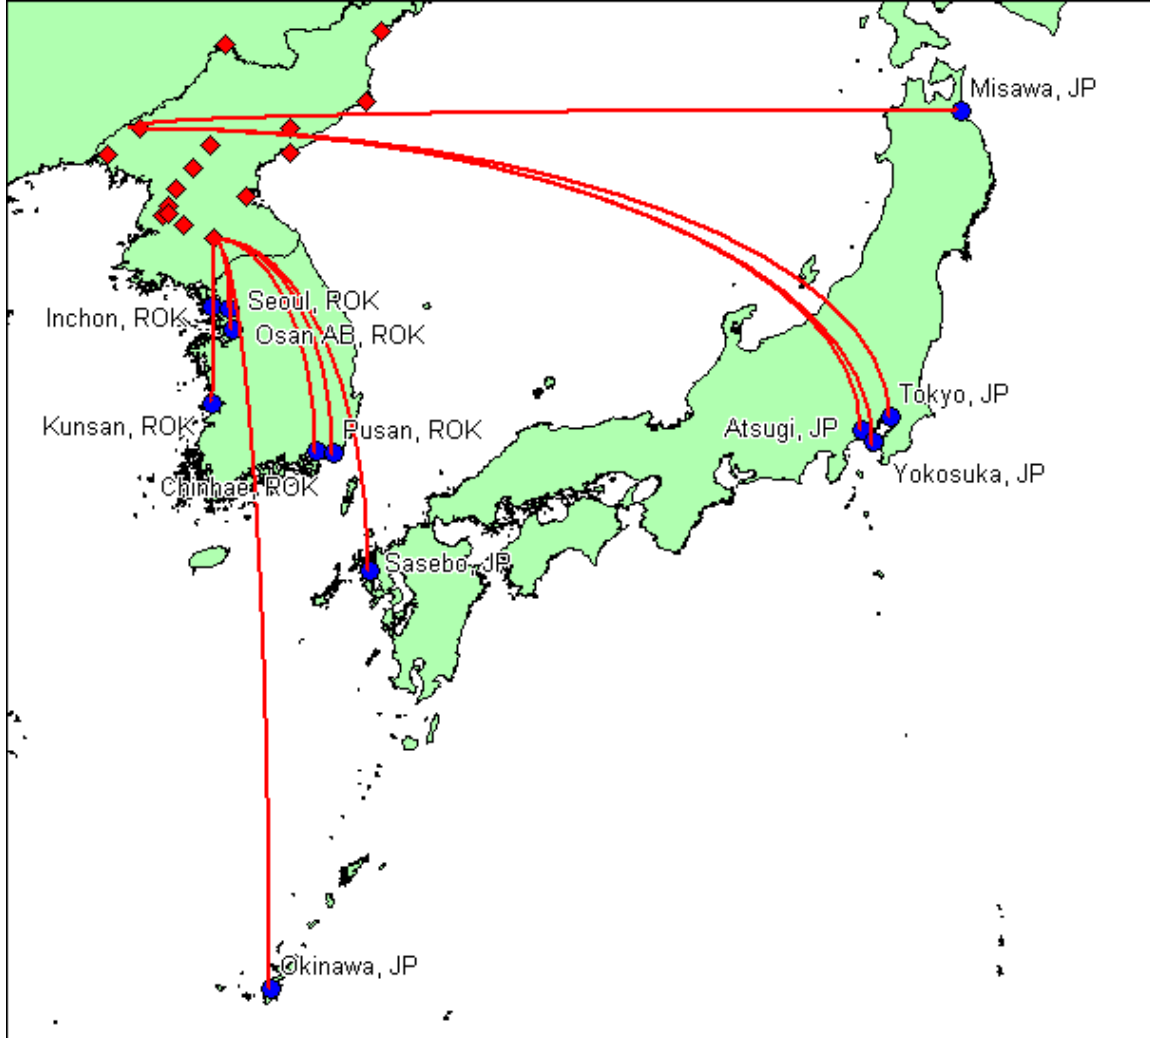 Misawa, JP
Seoul, ROK
Inchon, ROK
Osan AB, ROK
Tokyo, JP
Kunsan, ROK
Pusan, ROK
Atsugi, JP
Yokosuka, JP
Chinhae, ROK
Sasebo, JP
Okinawa, JP